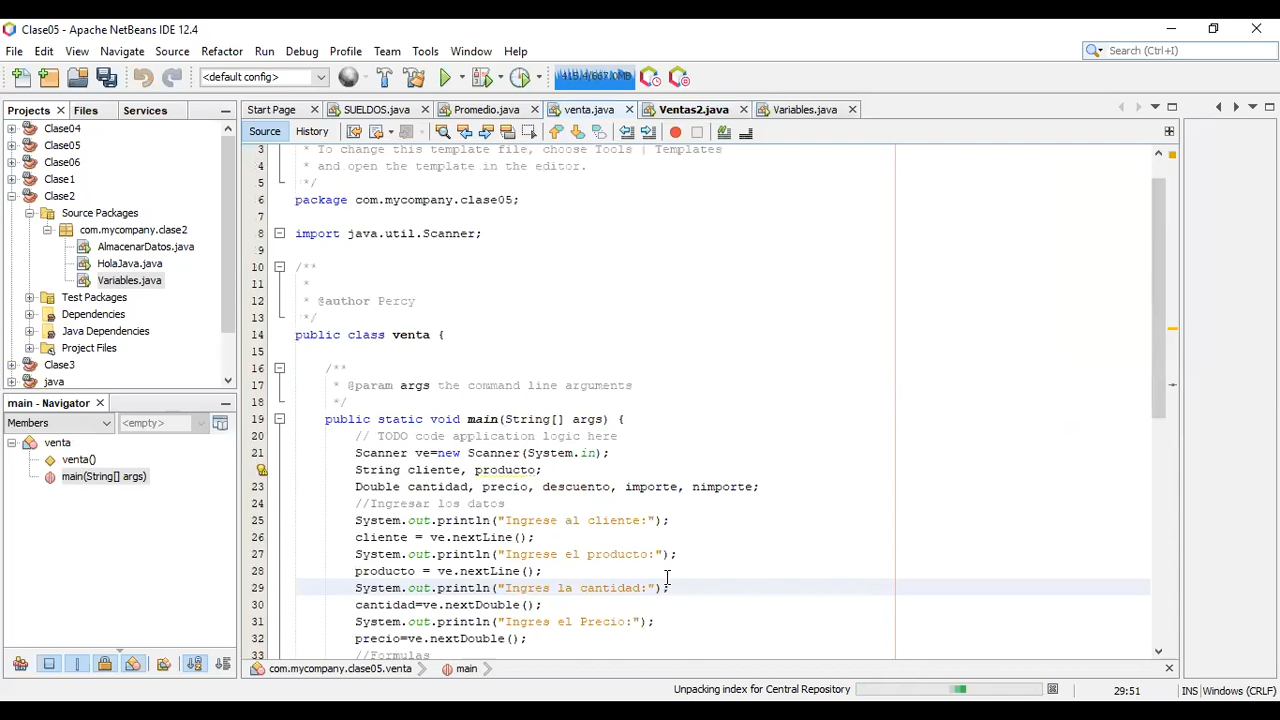 Clase05 - Apache NetBeans IDE 12.4
File Edit View Navigate Source Refactor Run Debug Profile Team Tools Window Help
Search (Ctrl+I)
<default config>
415.4/667.0MB
Projects Files Services
Start Page SUELDOS.java Promedio.java venta.java Ventas2.java Variables.java
Source History
Clase04
Clase05
Clase06
Clase1
Clase2
Source Packages
com.mycompany.clase2
AlmacenarDatos.java
HolaJava.java
Variables.java
Test Packages
Dependencies
Java Dependencies
Project Files
Clase3
java
main - Navigator
Members <empty>
venta
venta()
main(String[] args)
3 * To change this template file, choose Tools | Templates
4 * and open the template in the editor.
5 */
6 package com.mycompany.clase05;
7
8 import java.util.Scanner;
9
10 /**
11 *
12 * @author Percy
13 */
14 public class venta {
15
16 /**
17 * @param args the command line arguments
18 */
19 public static void main(String[] args) {
20 // TODO code application logic here
21 Scanner ve=new Scanner(System.in);
String cliente, producto;
23 Double cantidad, precio, descuento, importe, nimporte;
24 //Ingresar los datos
25 System.out.println("Ingrese al cliente:");
26 cliente = ve.nextLine();
27 System.out.println("Ingrese el producto:");
28 producto = ve.nextLine();
29 System.out.println("Ingres la cantidad:");
30 cantidad=ve.nextDouble();
31 System.out.println("Ingres el Precio:");
32 precio=ve.nextDouble();
33 //Formulas
com.mycompany.clase05.venta main
Unpacking index for Central Repository 29:51 INS Windows (CRLF)